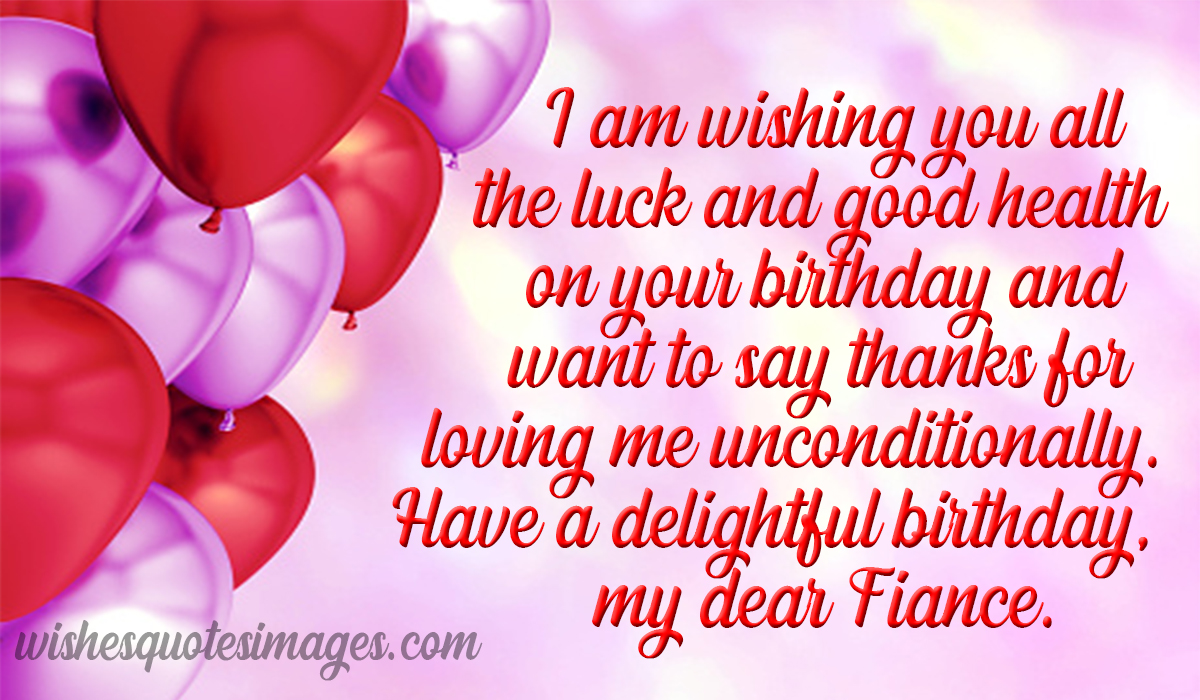 I am wishing you all
the luck and good health
on your birthday and
want to say thanks for
loving me unconditionally.
Have a delightful birthday,
my dear Fiance.
wishesquotesimages.com